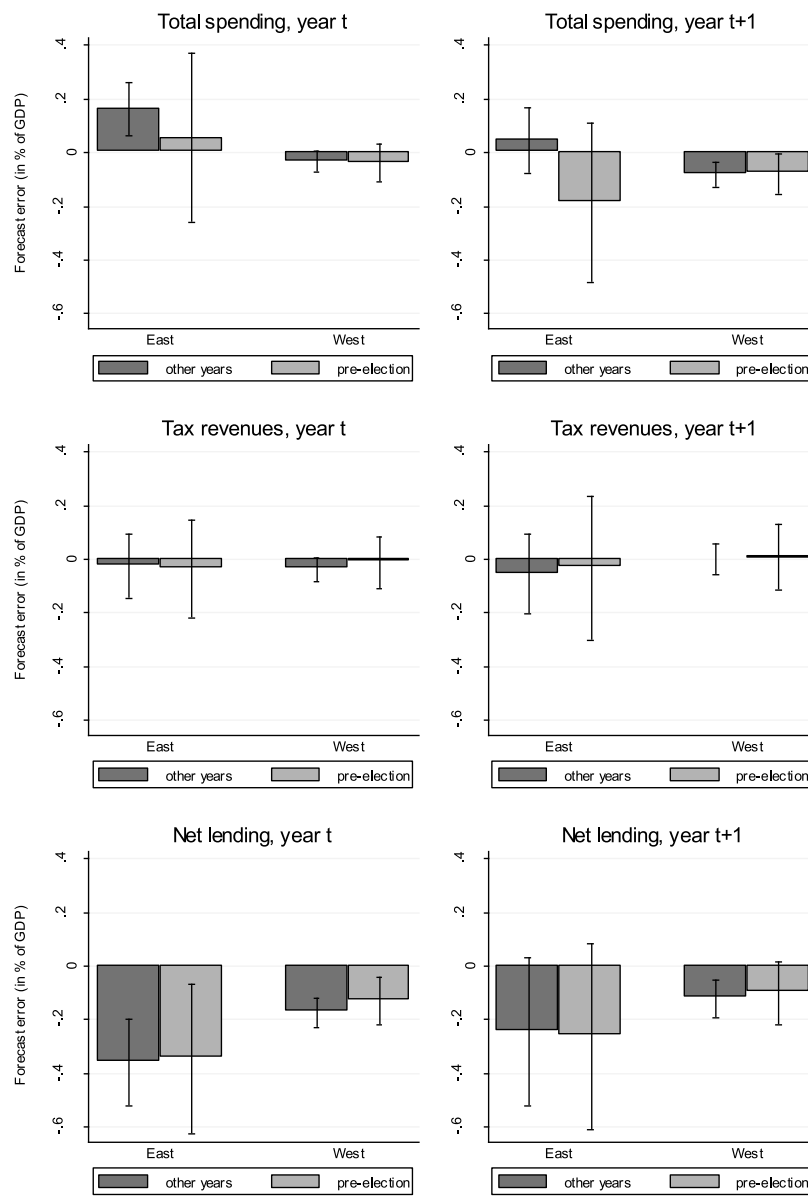 Total spending, year t
Forecast error (in % of GDP)
.4
.2
0
-.2
-.4
-.6
East
West
other years
pre-election
Total spending, year t+1
.4
.2
0
-.2
-.4
-.6
East
West
other years
pre-election
Tax revenues, year t
Forecast error (in % of GDP)
.4
.2
0
-.2
-.4
-.6
East
West
other years
pre-election
Tax revenues, year t+1
.4
.2
0
-.2
-.4
-.6
East
West
other years
pre-election
Net lending, year t
Forecast error (in % of GDP)
.4
.2
0
-.2
-.4
-.6
East
West
other years
pre-election
Net lending, year t+1
.4
.2
0
-.2
-.4
-.6
East
West
other years
pre-election